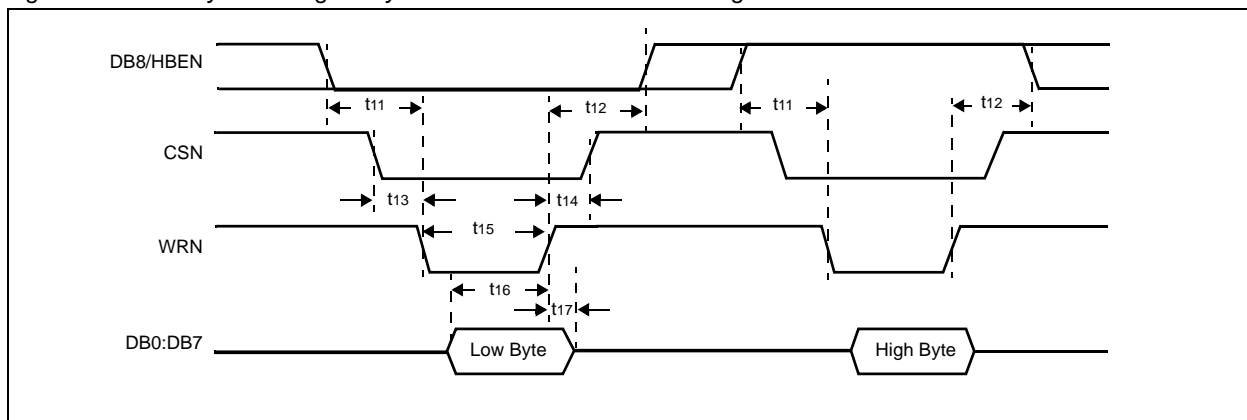 DB8/HBEN
t11 t12 t11 t12
CSN
t13 t14
t15
WRN
t16
t17
DB0:DB7
Low Byte High Byte